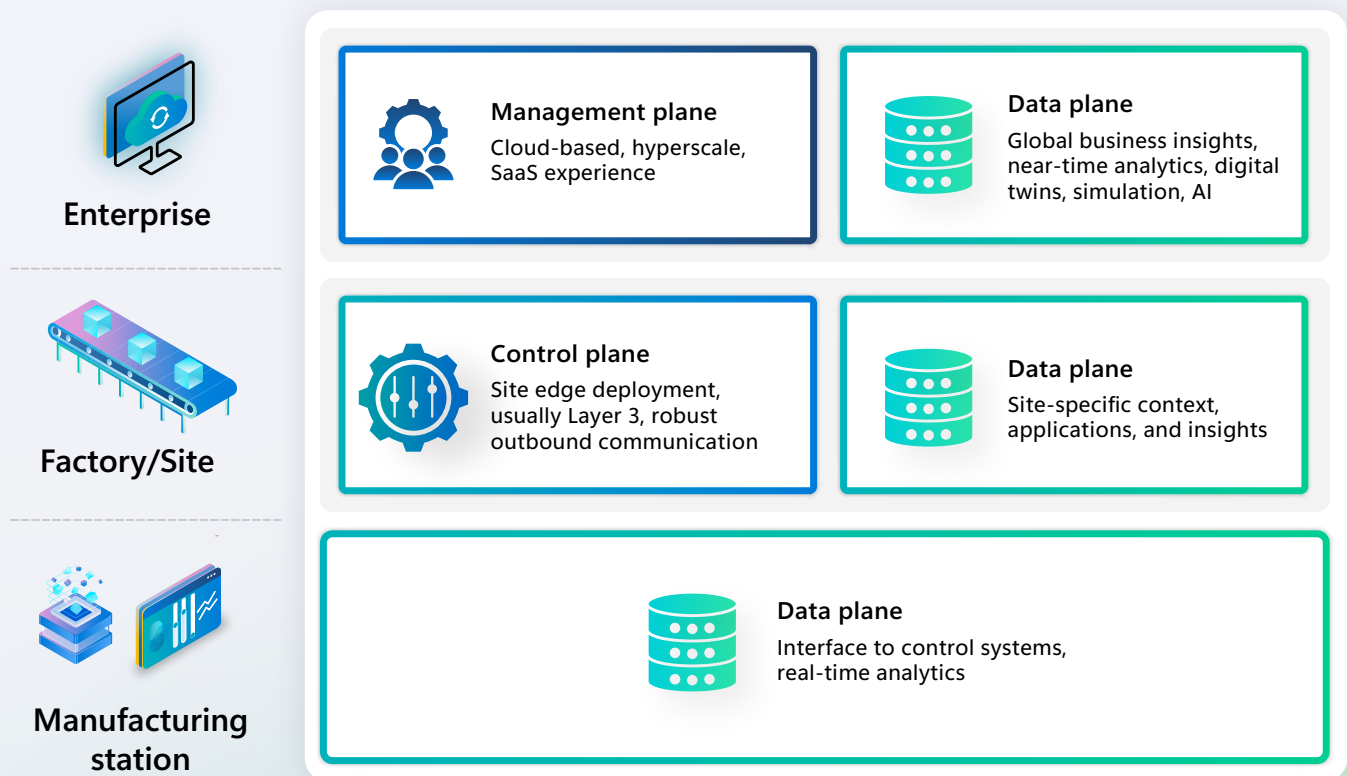 Enterprise
Management plane
Cloud-based, hyperscale,
SaaS experience
Data plane
Global business insights,
near-time analytics, digital
twins, simulation, AI
Factory/Site
Control plane
Site edge deployment,
usually Layer 3, robust
outbound communication
Data plane
Site-specific context,
applications, and insights
Manufacturing
station
Data plane
Interface to control systems,
real-time analytics